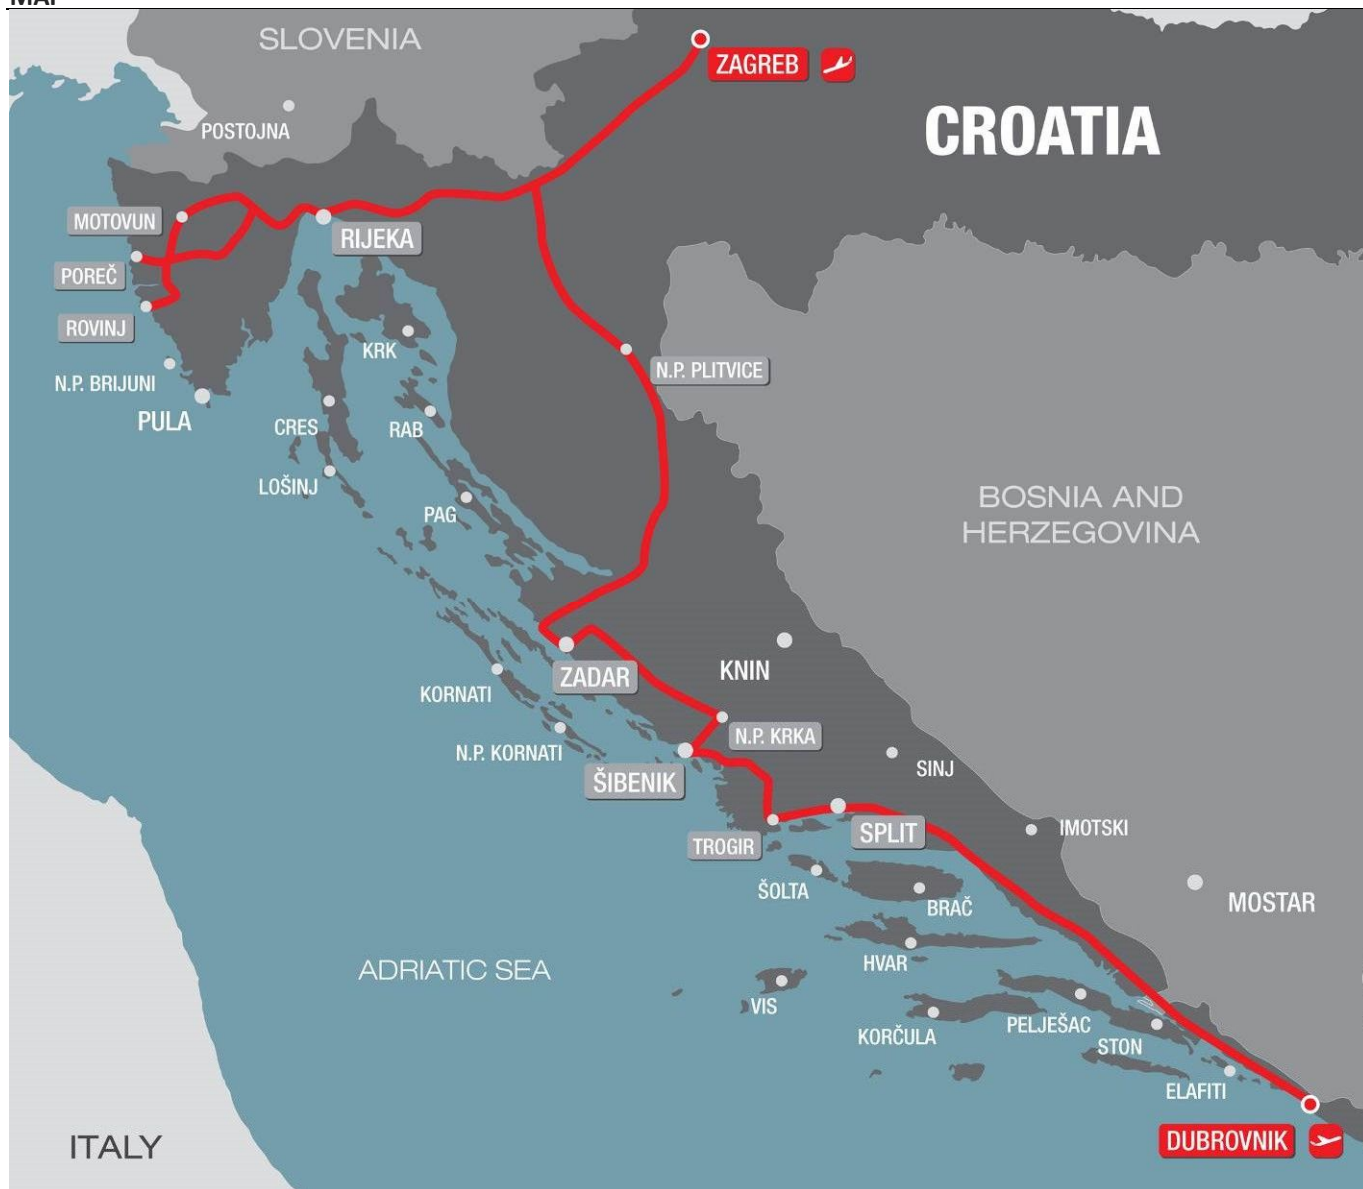 MAP
SLOVENIA
ZAGREB
POSTOJNA
CROATIA
MOTOVUN
RIJEKA
POREČ
ROVINJ
KRK
N.P. PLITVICE
N.P. BRIJUNI
PULA
CRES
RAB
LOŠINJ
PAG
BOSNIA AND
HERZEGOVINA
ZADAR
KNIN
KORNATI
N.P. KRKA
N.P. KORNATI
SINJ
ŠIBENIK
SPLIT
IMOTSKI
TROGIR
ŠOLTA
BRAČ
MOSTAR
HVAR
ADRIATIC SEA
VIS
KORČULA
PELJEŠAC
STON
ELAFITI
ITALY
DUBROVNIK